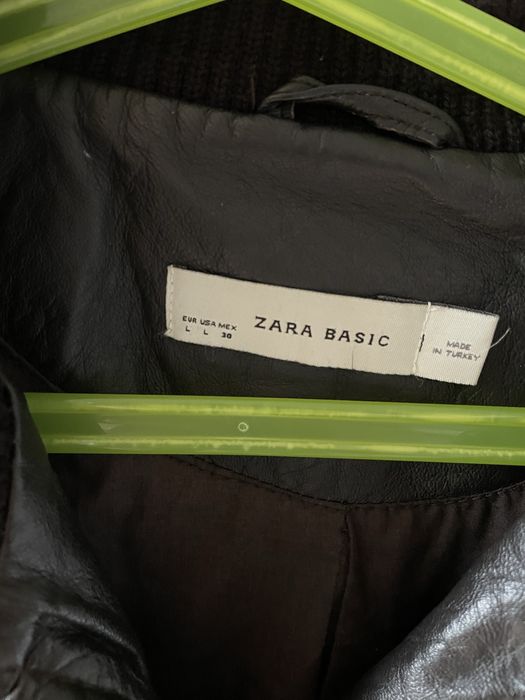 EUR USA MEX
L L 30
ZARA BASIC
MADE
IN TURKEY